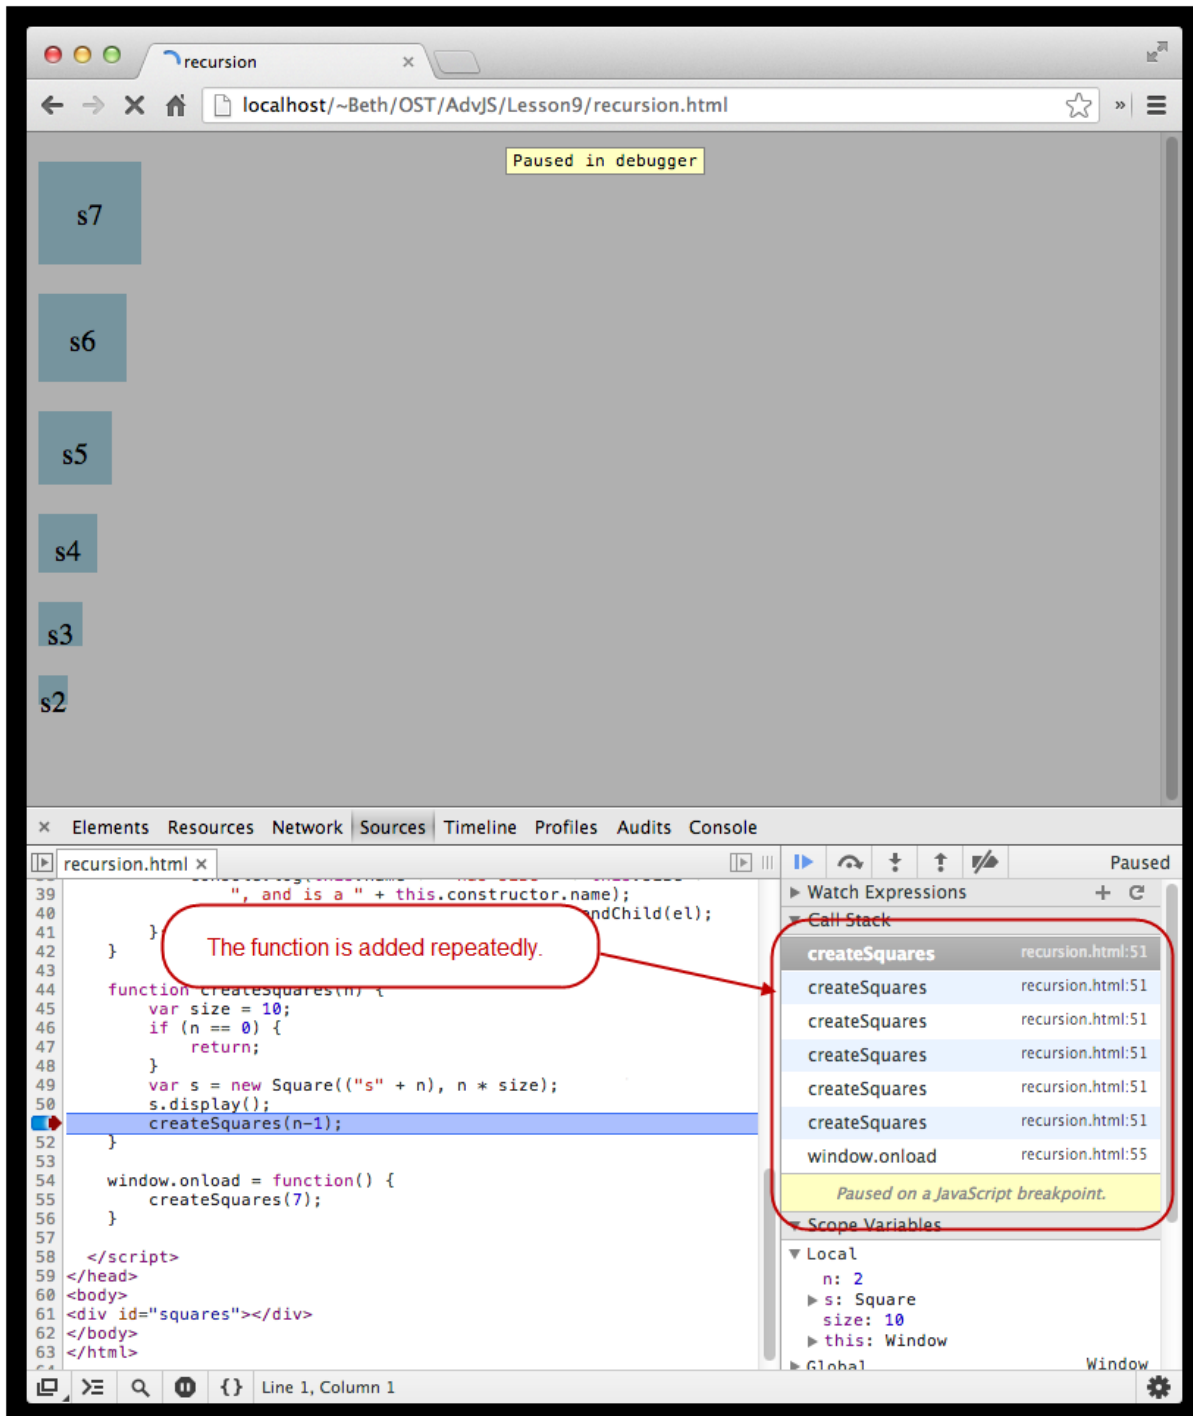 recursion
localhost/~Beth/OST/AdvJS/Lesson9/recursion.html
Paused in debugger
s7
s6
s5
s4
s3
s2
Elements Resources Network Sources Timeline Profiles Audits Console
recursion.html
Paused
39 ", and is a " + this.constructor.name);
40 andChild(el);
41 }
42 }
43
44 function createSquares(n) {
45 var size = 10;
46 if (n == 0) {
47 return;
48 }
49 var s = new Square(("s" + n), n * size);
50 s.display();
createSquares(n-1);
52 }
53
54 window.onload = function() {
55 createSquares(7);
56 }
57
58 </script>
59 </head>
60 <body>
61 <div id="squares"></div>
62 </body>
63 </html>
The function is added repeatedly.
Watch Expressions
Call Stack
createSquares recursion.html:51
createSquares recursion.html:51
createSquares recursion.html:51
createSquares recursion.html:51
createSquares recursion.html:51
createSquares recursion.html:51
window.onload recursion.html:55
Paused on a JavaScript breakpoint.
Scope Variables
Local
n: 2
s: Square
size: 10
this: Window
Global Window
{} Line 1, Column 1